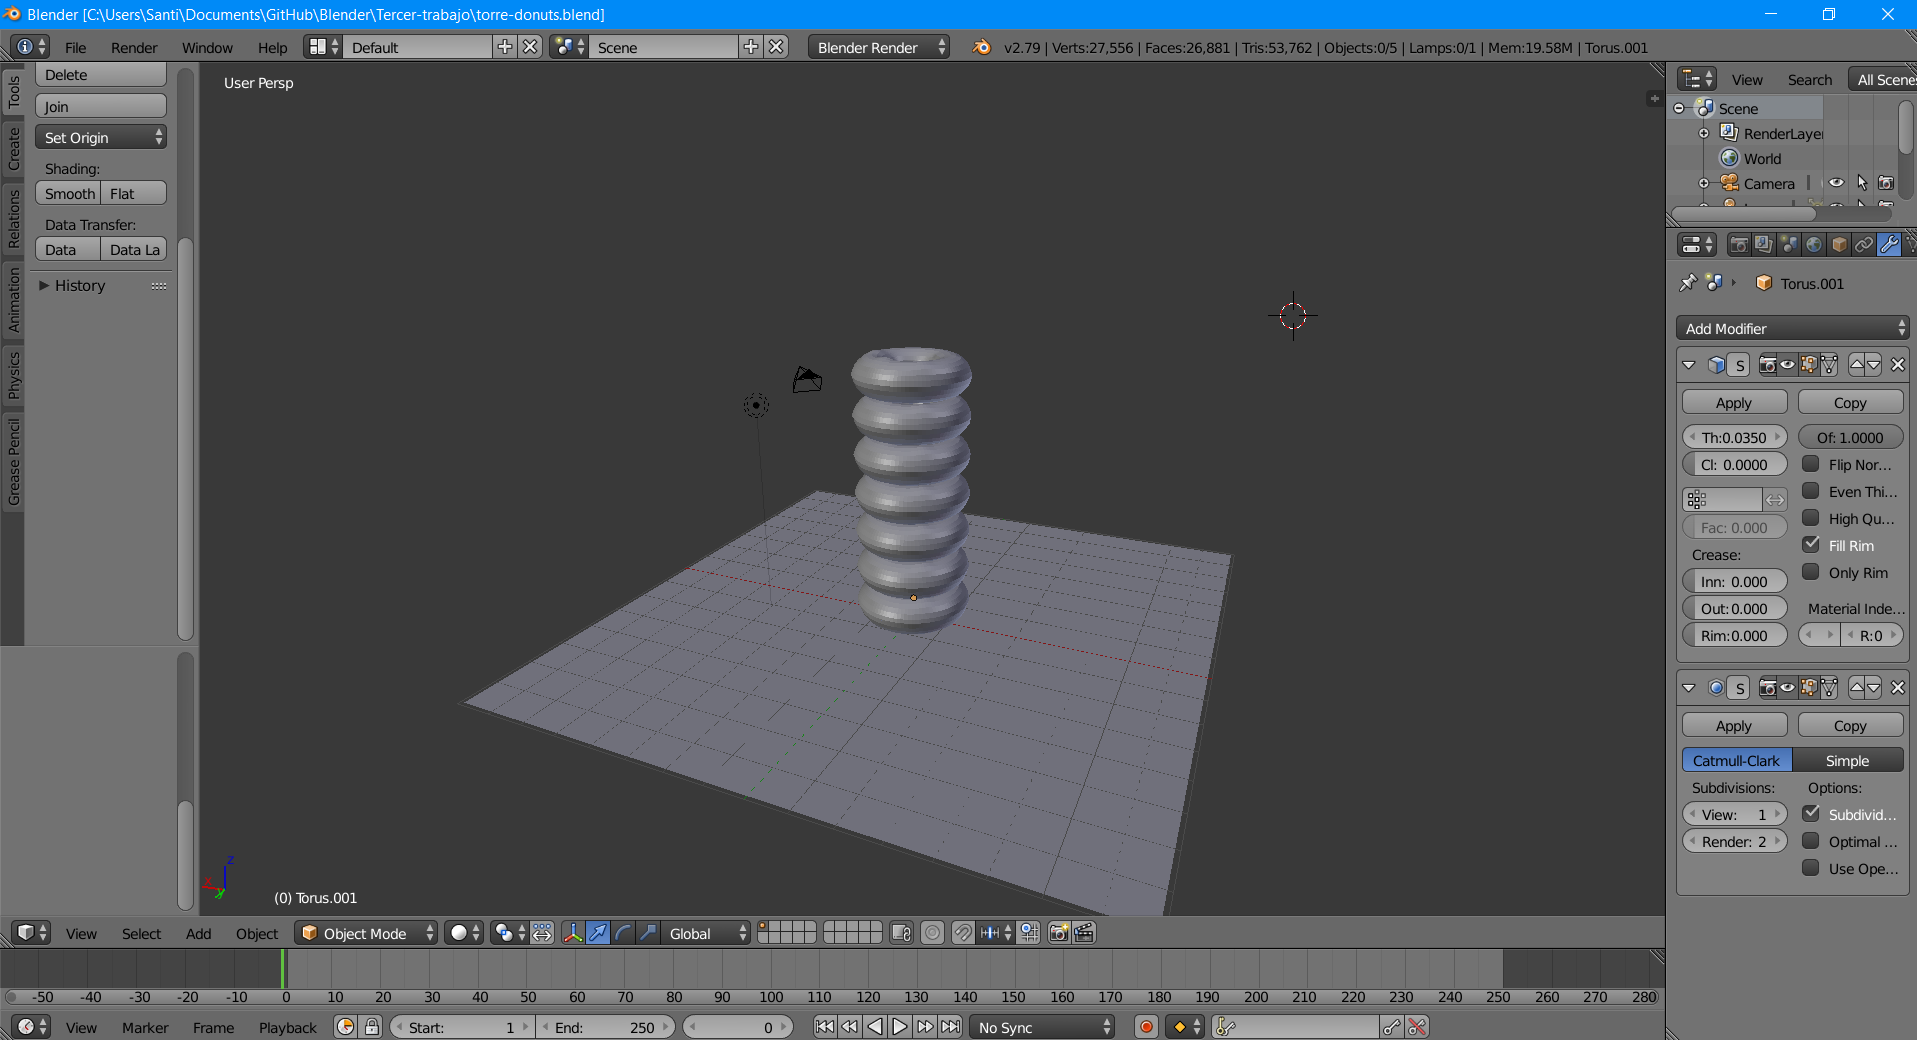 Blender [C:\Users\Santi\Documents\GitHub\Blender\Tercer-trabajo\torre-donuts.blend]
File Render Window Help Default Scene Blender Render v2.79 | Verts:27,556 | Faces:26,881 | Tris:53,762 | Objects:0/5 | Lamps:0/1 | Mem:19.58M | Torus.001
Tools
Create
Relations
Animation
Physics
Grease Pencil
Delete
Join
Set Origin
Shading:
Smooth Flat
Data Transfer:
Data Data La
History
User Persp
(0) Torus.001
z
x
y
View Search All Scenes
Scene
RenderLayer
World
Camera
Torus.001
Add Modifier
S
Apply Copy
Th:0.0350 Of: 1.0000
Cl: 0.0000 Flip Nor...
Even Thi...
High Qu...
Fac: 0.000
Fill Rim
Crease:
Only Rim
Inn: 0.000
Out:0.000 Material Inde...
Rim:0.000 R:0
S
Apply Copy
Catmull-Clark Simple
Subdivisions: Options:
View: 1 Subdivid...
Render: 2 Optimal ...
Use Ope...
View Select Add Object Object Mode Global
-50 -40 -30 -20 -10 0 10 20 30 40 50 60 70 80 90 100 110 120 130 140 150 160 170 180 190 200 210 220 230 240 250 260 270 280
View Marker Frame Playback Start: 1 End: 250 0 No Sync